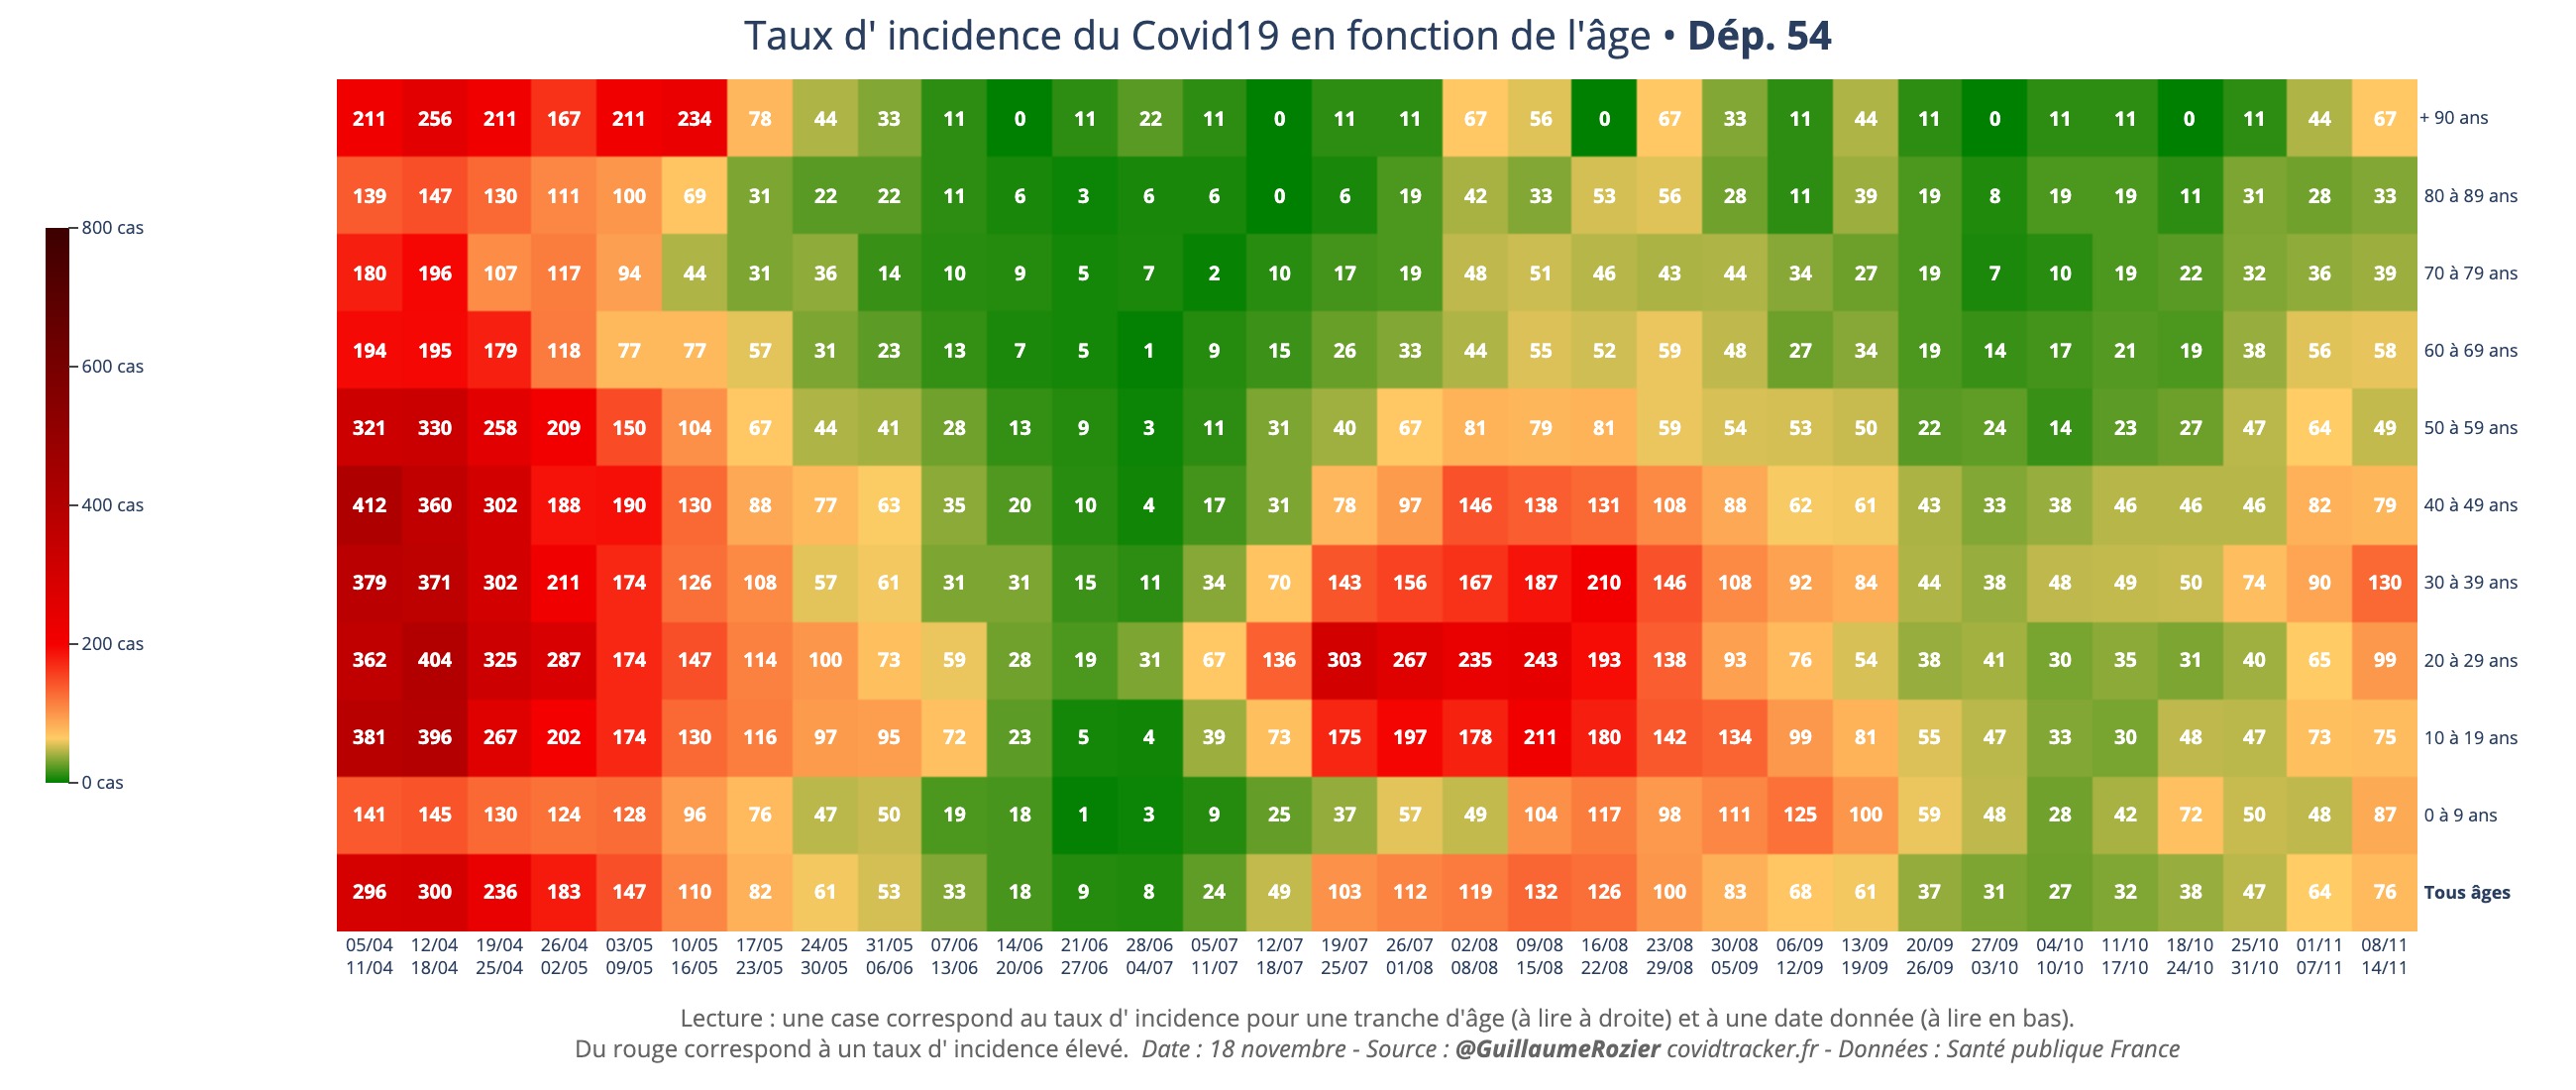 Taux d' incidence du Covid19 en fonction de l'âge • Dép. 54
800 cas
600 cas
400 cas
200 cas
0 cas
211 256 211 167 211 234 78 44 33 11 0 11 22 11 0 11 11 67 56 0 67 33 11 44 11 0 11 11 0 11 44 67 + 90 ans
139 147 130 111 100 69 31 22 22 11 6 3 6 6 0 6 19 42 33 53 56 28 11 39 19 8 19 19 11 31 28 33 80 à 89 ans
180 196 107 117 94 44 31 36 14 10 9 5 7 2 10 17 19 48 51 46 43 44 34 27 19 7 10 19 22 32 36 39 70 à 79 ans
194 195 179 118 77 77 57 31 23 13 7 5 1 9 15 26 33 44 55 52 59 48 27 34 19 14 17 21 19 38 56 58 60 à 69 ans
321 330 258 209 150 104 67 44 41 28 13 9 3 11 31 40 67 81 79 81 59 54 53 50 22 24 14 23 27 47 64 49 50 à 59 ans
412 360 302 188 190 130 88 77 63 35 20 10 4 17 31 78 97 146 138 131 108 88 62 61 43 33 38 46 46 46 82 79 40 à 49 ans
379 371 302 211 174 126 108 57 61 31 31 15 11 34 70 143 156 167 187 210 146 108 92 84 44 38 48 49 50 74 90 130 30 à 39 ans
362 404 325 287 174 147 114 100 73 59 28 19 31 67 136 303 267 235 243 193 138 93 76 54 38 41 30 35 31 40 65 99 20 à 29 ans
381 396 267 202 174 130 116 97 95 72 23 5 4 39 73 175 197 178 211 180 142 134 99 81 55 47 33 30 48 47 73 75 10 à 19 ans
141 145 130 124 128 96 76 47 50 19 18 1 3 9 25 37 57 49 104 117 98 111 125 100 59 48 28 42 72 50 48 87 0 à 9 ans
296 300 236 183 147 110 82 61 53 33 18 9 8 24 49 103 112 119 132 126 100 83 68 61 37 31 27 32 38 47 64 76 Tous âges
05/04 12/04 19/04 26/04 03/05 10/05 17/05 24/05 31/05 07/06 14/06 21/06 28/06 05/07 12/07 19/07 26/07 02/08 09/08 16/08 23/08 30/08 06/09 13/09 20/09 27/09 04/10 11/10 18/10 25/10 01/11 08/11
11/04 18/04 25/04 02/05 09/05 16/05 23/05 30/05 06/06 13/06 20/06 27/06 04/07 11/07 18/07 25/07 01/08 08/08 15/08 22/08 29/08 05/09 12/09 19/09 26/09 03/10 10/10 17/10 24/10 31/10 07/11 14/11
Lecture : une case correspond au taux d' incidence pour une tranche d'âge (à lire à droite) et à une date donnée (à lire en bas).
Du rouge correspond à un taux d' incidence élevé. Date : 18 novembre - Source : @GuillaumeRozier covidtracker.fr - Données : Santé publique France